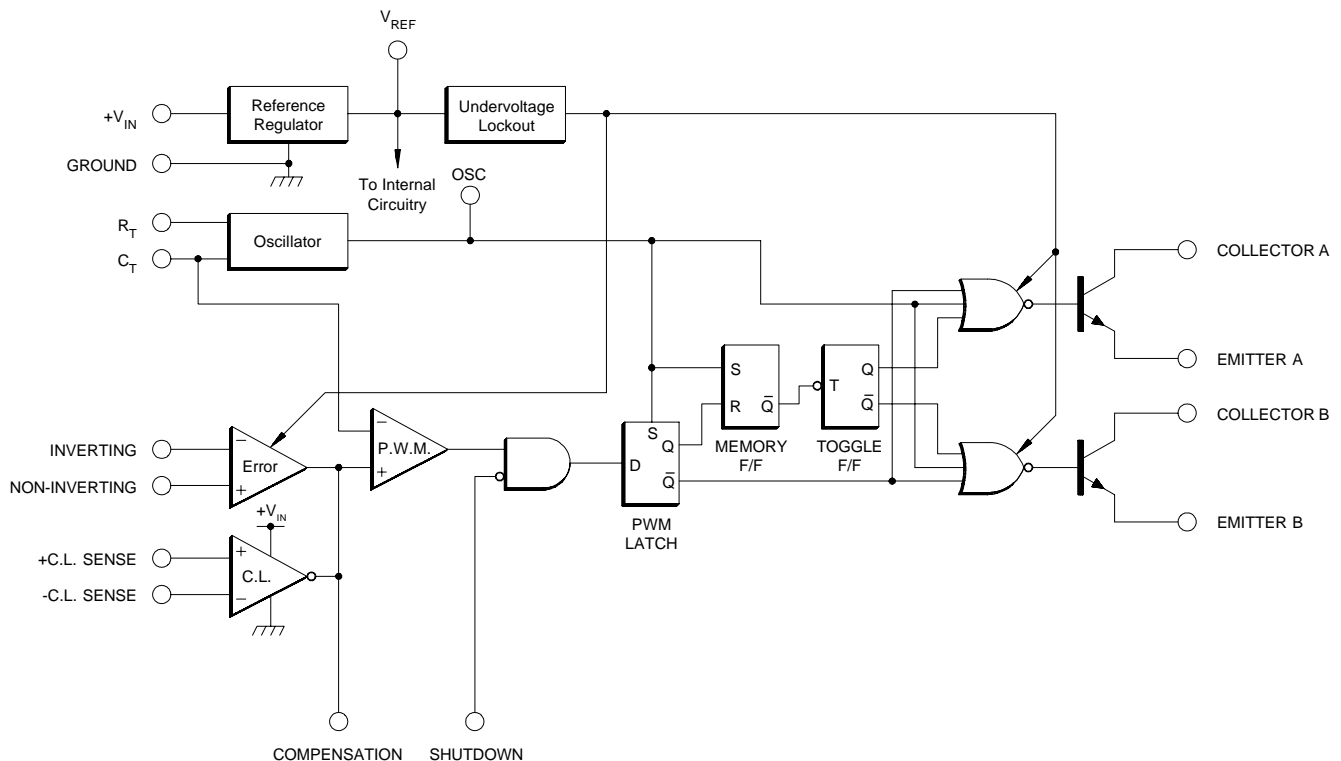 V_REF
+V_IN
Reference
Regulator
Undervoltage
Lockout
GROUND
To Internal
Circuitry
OSC
R_T
C_T
Oscillator
COLLECTOR A
EMITTER A
COLLECTOR B
EMITTER B
S
R
Q̅
MEMORY
F/F
T
Q
Q̅
TOGGLE
F/F
S
D
Q
Q̅
PWM
LATCH
INVERTING
NON-INVERTING
−
+
Error
−
+
P.W.M.
+V_IN
+C.L. SENSE
-C.L. SENSE
+
−
C.L.
COMPENSATION
SHUTDOWN